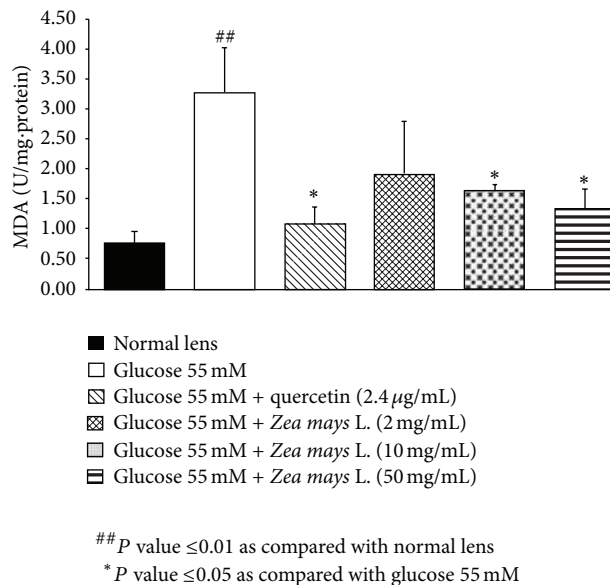 MDA (U/mg·protein)
4.50
4.00
3.50
3.00
2.50
2.00
1.50
1.00
0.50
0.00
##
*
*
*
Normal lens
Glucose 55 mM
Glucose 55 mM + quercetin (2.4 μg/mL)
Glucose 55 mM + Zea mays L. (2 mg/mL)
Glucose 55 mM + Zea mays L. (10 mg/mL)
Glucose 55 mM + Zea mays L. (50 mg/mL)
##P value ≤0.01 as compared with normal lens
*P value ≤0.05 as compared with glucose 55 mM